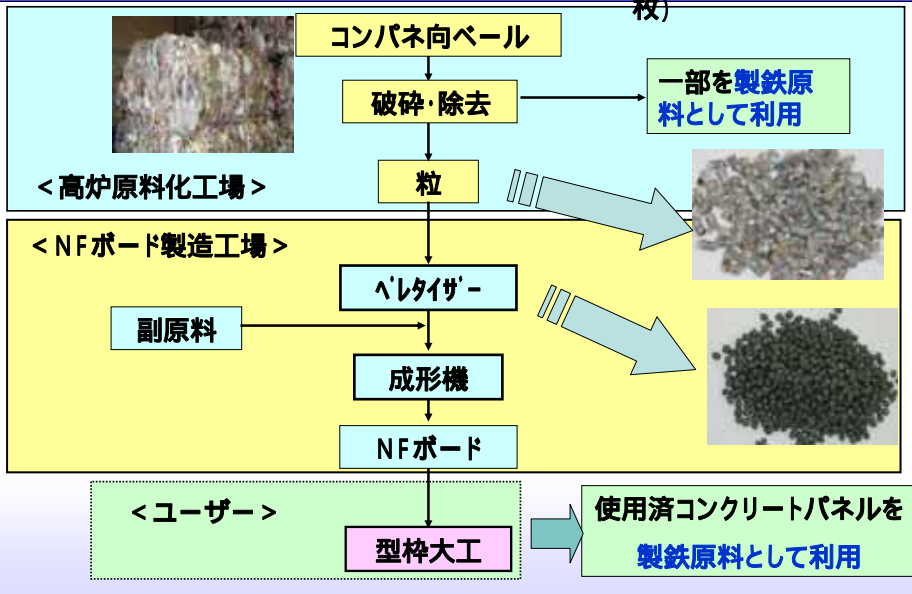 枚)
コンパネ向ベール
破砕･除去
一部を製鉄原
料として利用
粒
<高炉原料化工場>
<NFボード製造工場>
ﾍﾟﾚﾀｲｻﾞｰ
副原料
成形機
NFボード
<ユーザー>
型枠大工
使用済コンクリートパネルを
製鉄原料として利用